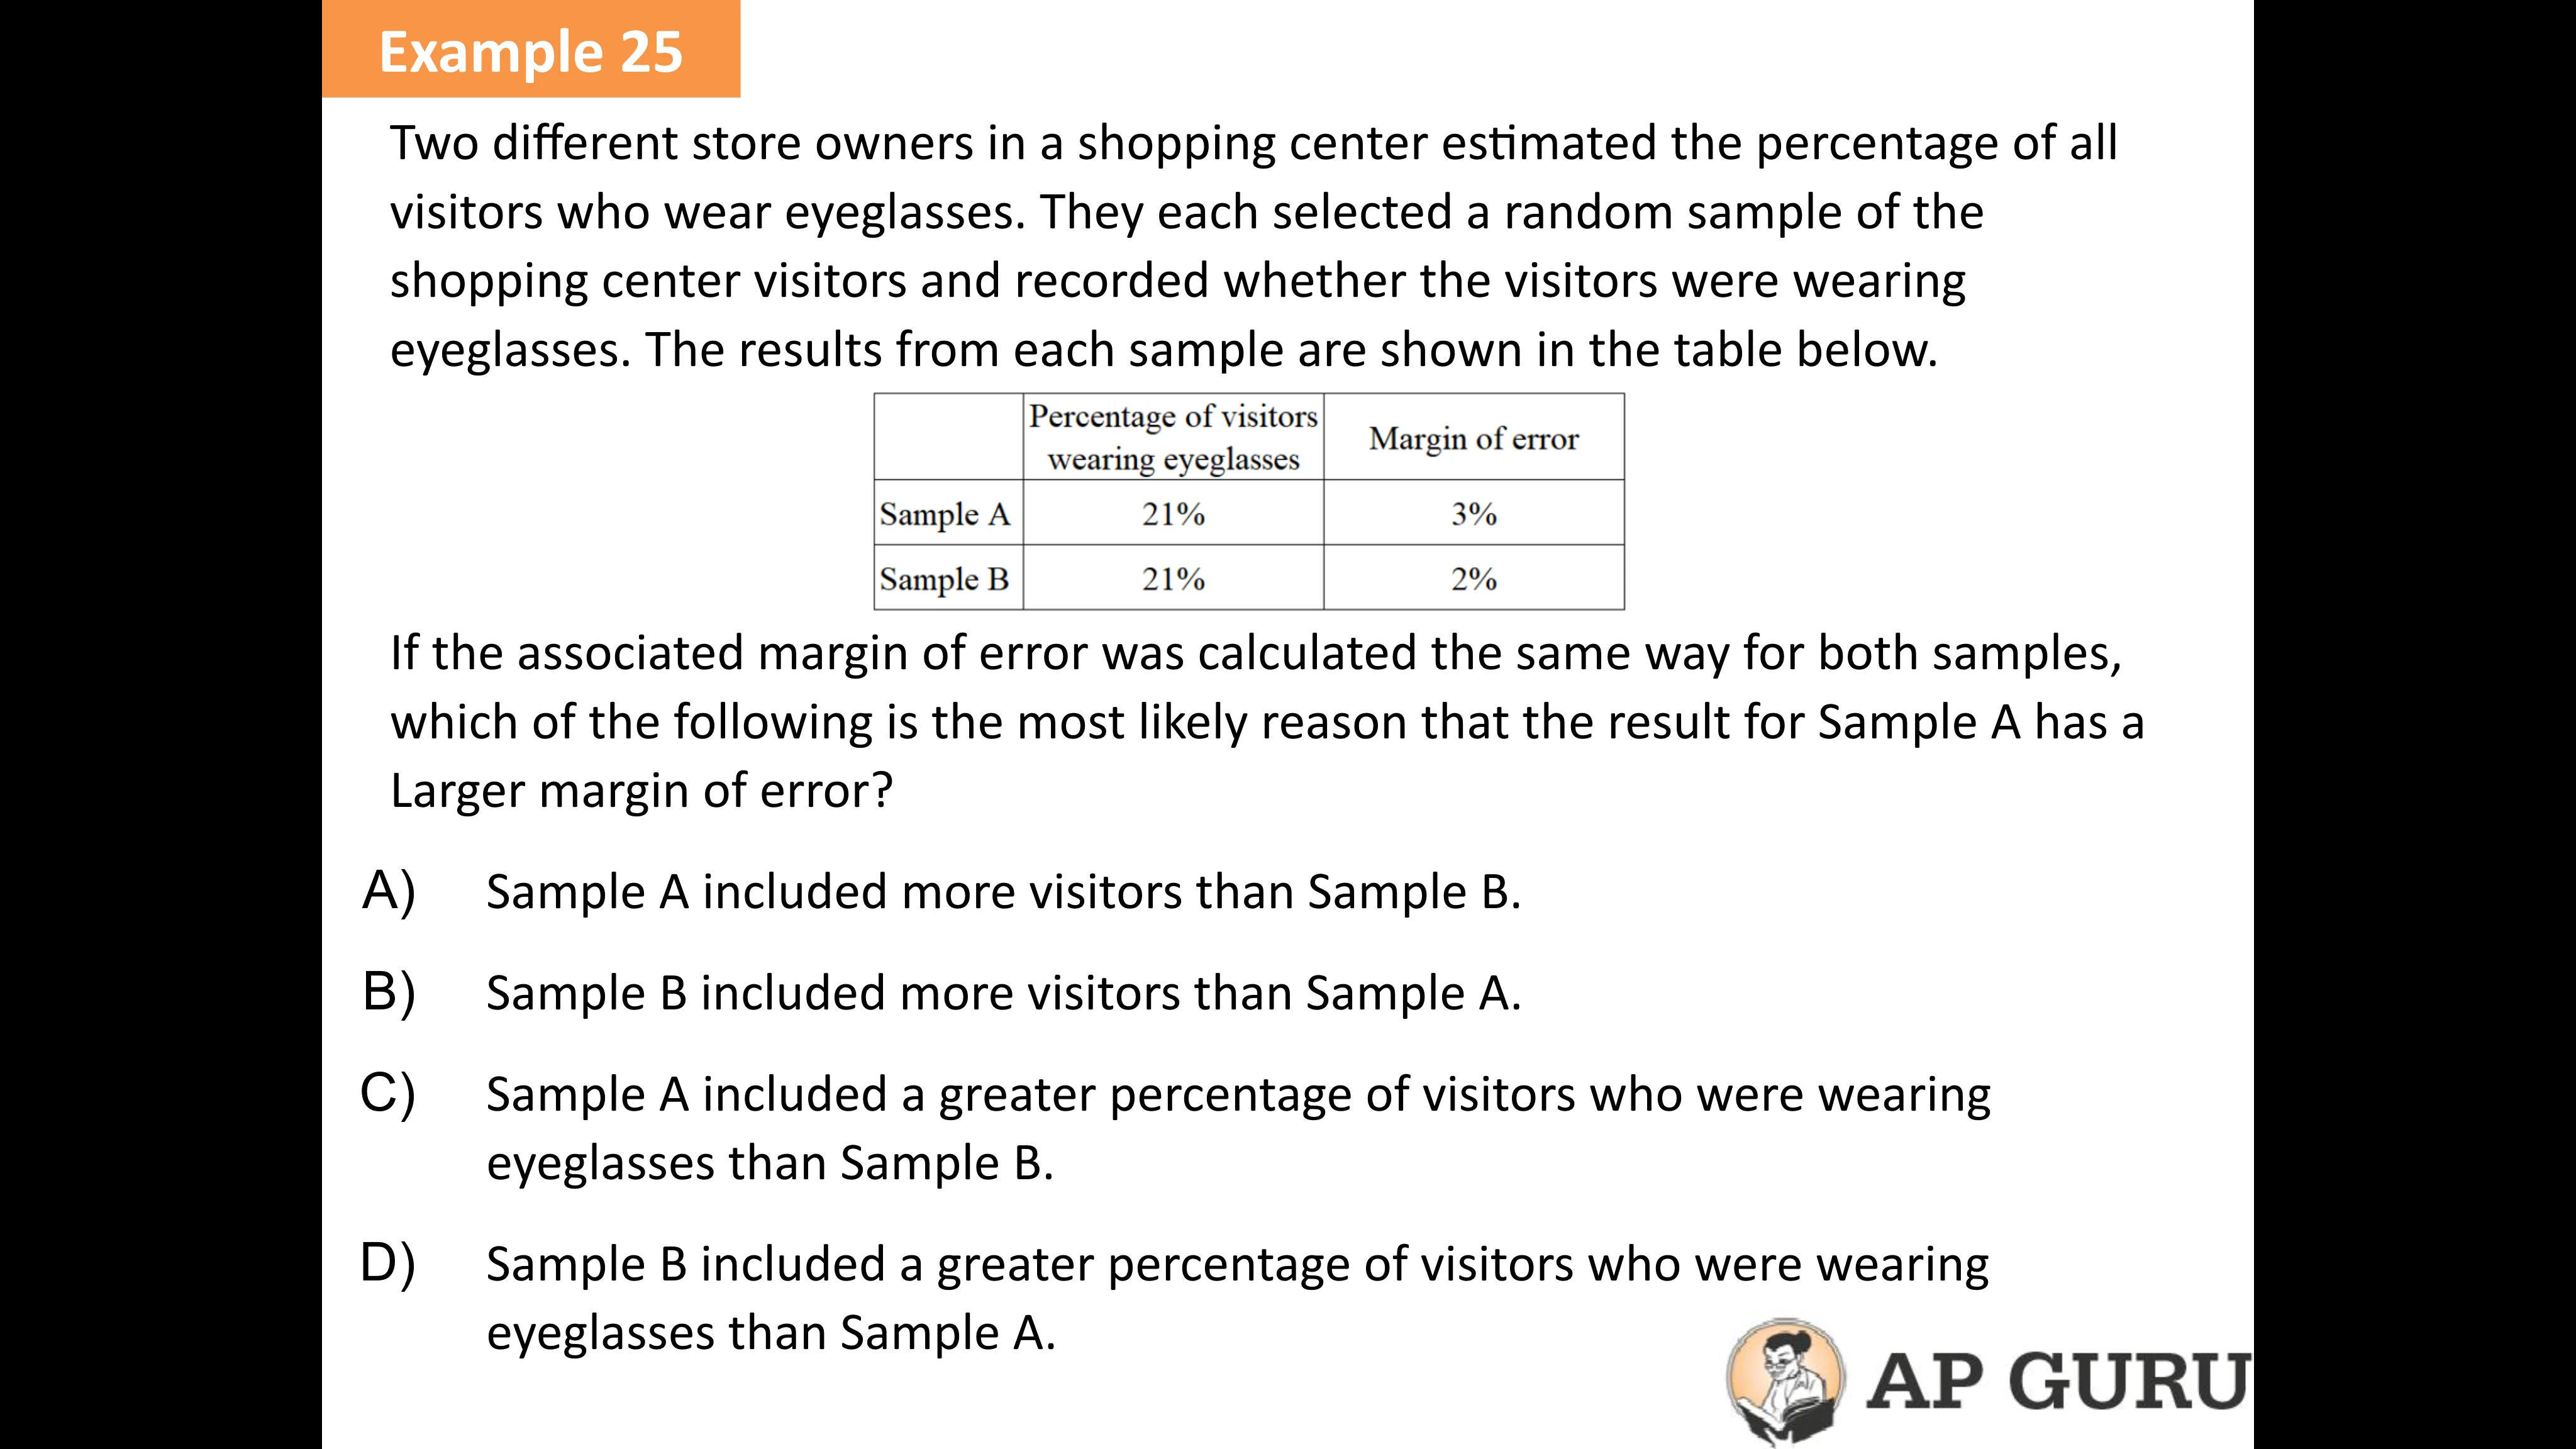 Example 25
Two different store owners in a shopping center estimated the percentage of all
visitors who wear eyeglasses. They each selected a random sample of the
shopping center visitors and recorded whether the visitors were wearing
eyeglasses. The results from each sample are shown in the table below.
Percentage of visitors
wearing eyeglasses
Margin of error
Sample A 21% 3%
Sample B 21% 2%
If the associated margin of error was calculated the same way for both samples,
which of the following is the most likely reason that the result for Sample A has a
Larger margin of error?
A) Sample A included more visitors than Sample B.
B) Sample B included more visitors than Sample A.
C) Sample A included a greater percentage of visitors who were wearing
eyeglasses than Sample B.
D) Sample B included a greater percentage of visitors who were wearing
eyeglasses than Sample A.
AP GURU